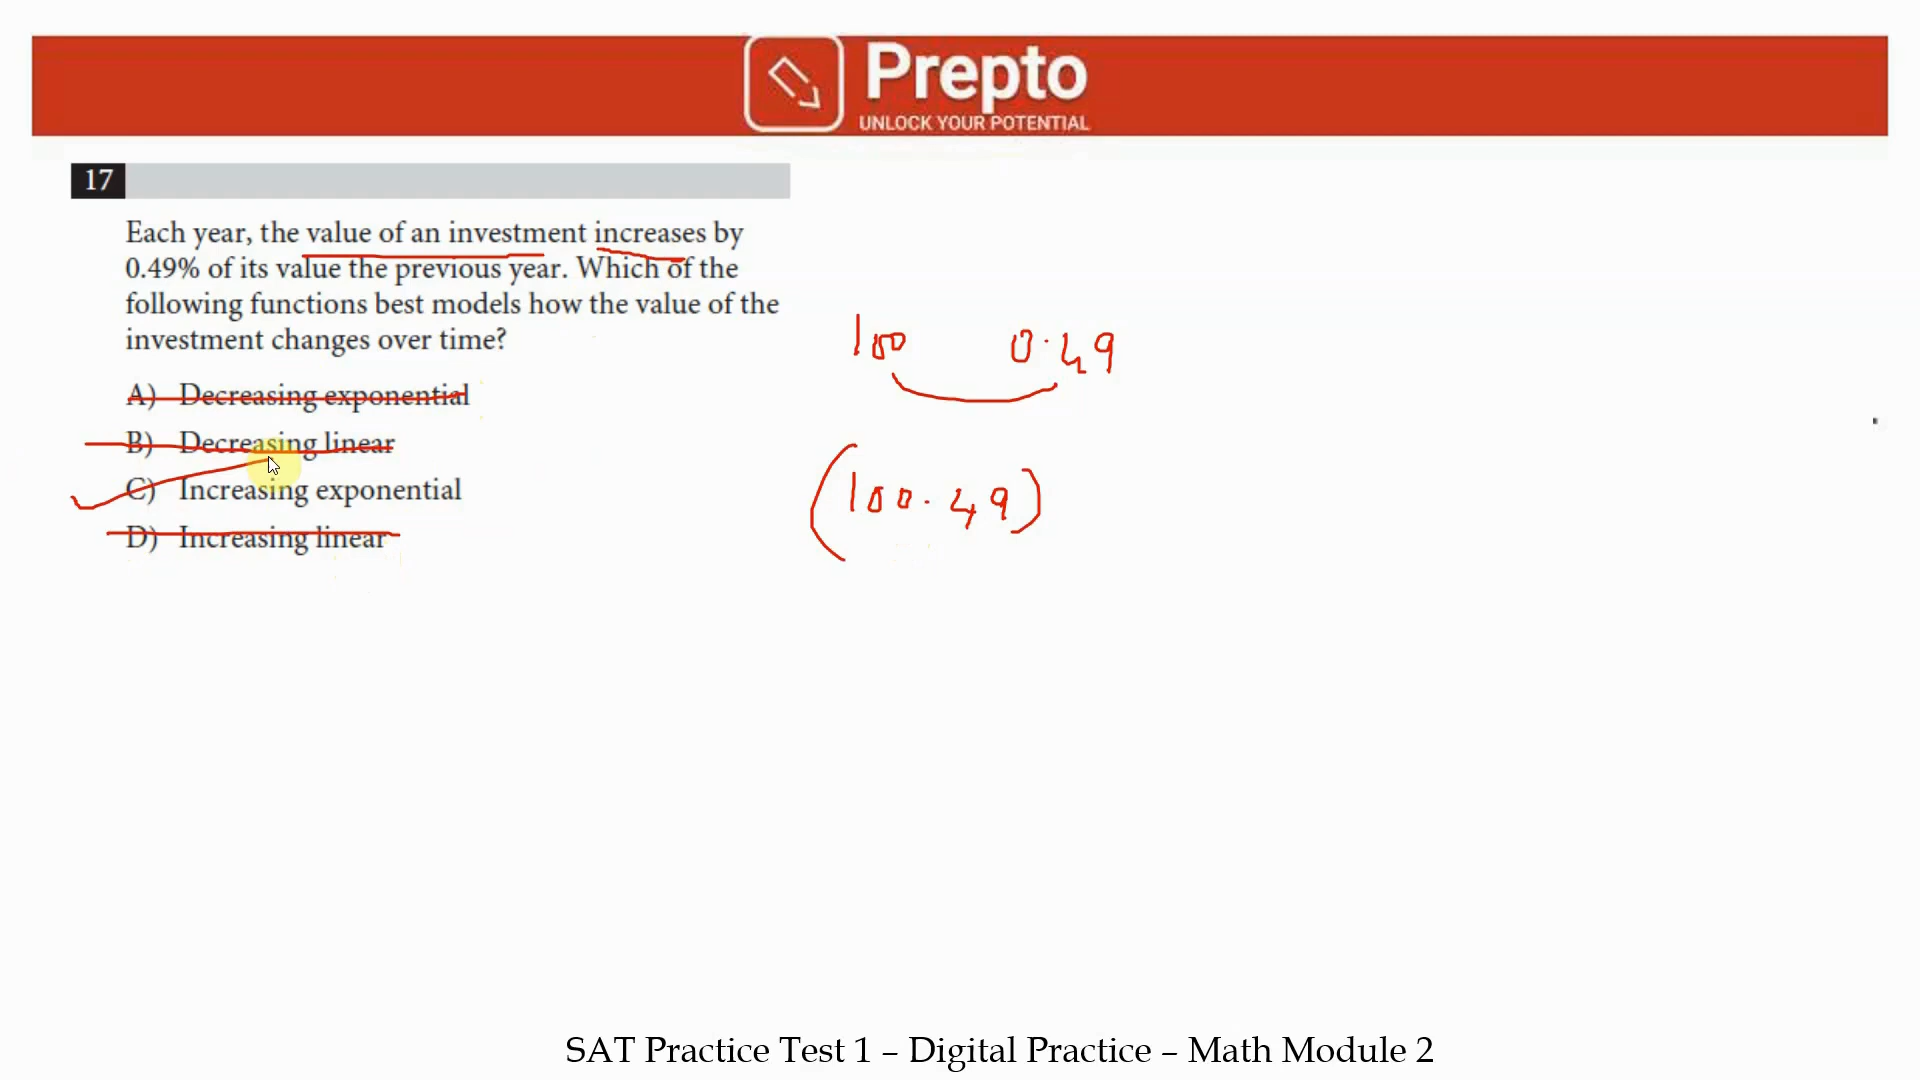 Prepto
UNLOCK YOUR POTENTIAL
17
Each year, the value of an investment increases by
0.49% of its value the previous year. Which of the
following functions best models how the value of the
investment changes over time?
A) Decreasing exponential
B) Decreasing linear
C) Increasing exponential
D) Increasing linear
100 0.49
(100.49)
SAT Practice Test 1 – Digital Practice – Math Module 2